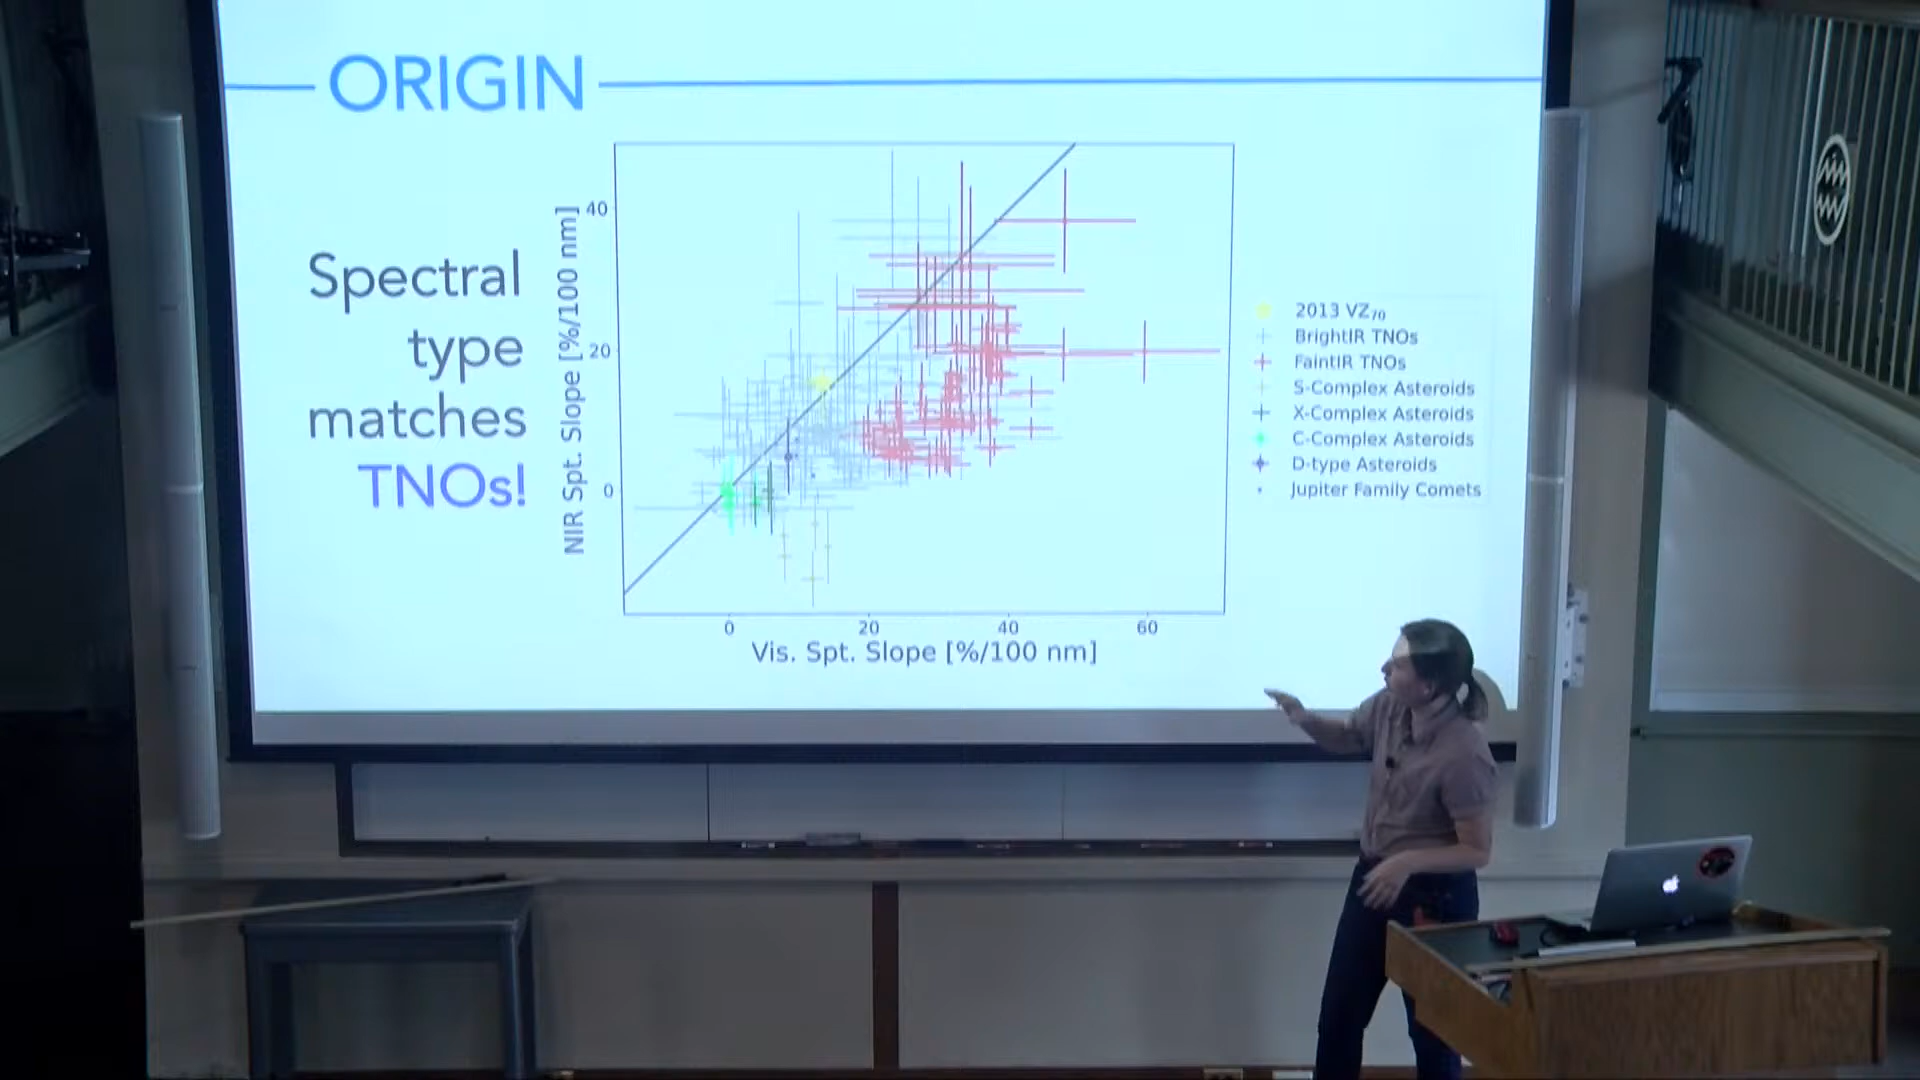 ORIGIN
Spectral
type
matches
TNOs!
NIR Spt. Slope [%/100 nm]
40
20
0
0 20 40 60
Vis. Spt. Slope [%/100 nm]
2013 VZ₇₀
BrightIR TNOs
FaintIR TNOs
S-Complex Asteroids
X-Complex Asteroids
C-Complex Asteroids
D-type Asteroids
Jupiter Family Comets